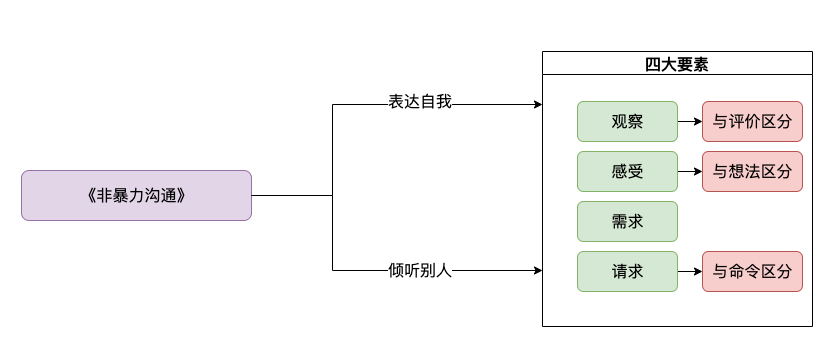 四大要素
表达自我
观察
与评价区分
感受
与想法区分
《非暴力沟通》
需求
倾听别人
请求
与命令区分